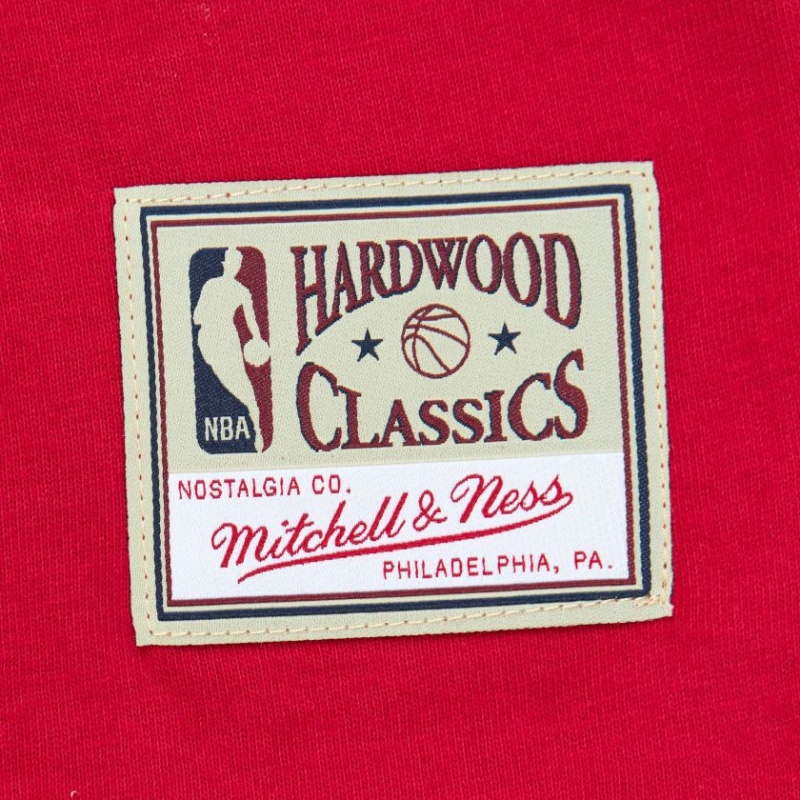 HARDWOOD
CLASSICS
NBA
NOSTALGIA CO.
Mitchell & Ness
PHILADELPHIA, PA.